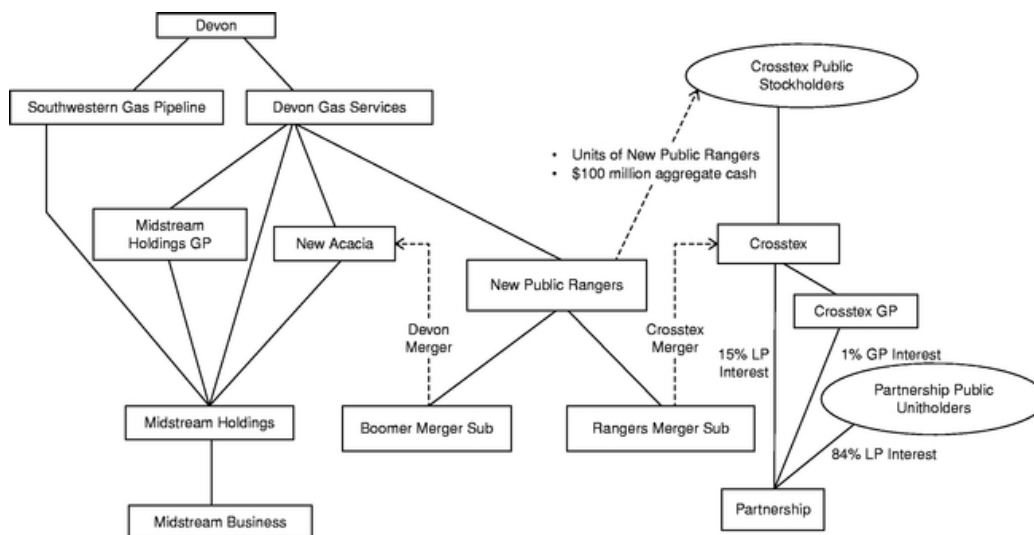 Devon
Southwestern Gas Pipeline
Devon Gas Services
Crosstex Public
Stockholders
• Units of New Public Rangers
• $100 million aggregate cash
Midstream
Holdings GP
New Acacia
Crosstex
New Public Rangers
Crosstex GP
Devon
Merger
Crosstex
Merger
15% LP
Interest
1% GP Interest
Partnership Public
Unitholders
Midstream Holdings
Boomer Merger Sub
Rangers Merger Sub
84% LP Interest
Partnership
Midstream Business